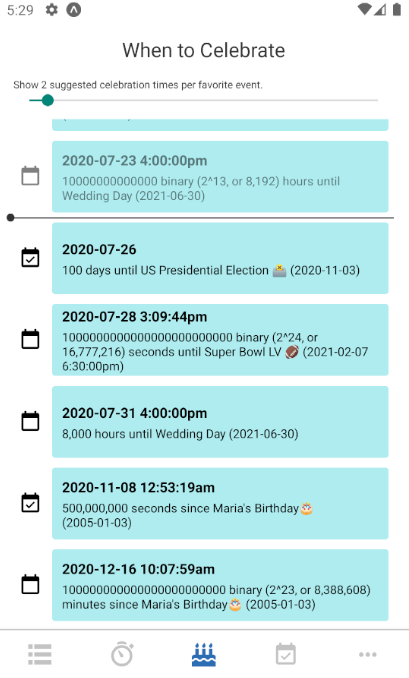 5:29
When to Celebrate
Show 2 suggested celebration times per favorite event.
2020-07-23 4:00:00pm
10000000000000 binary (2^13, or 8,192) hours until
Wedding Day (2021-06-30)
2020-07-26
100 days until US Presidential Election 🗳 (2020-11-03)
2020-07-28 3:09:44pm
1000000000000000000000000 binary (2^24, or
16,777,216) seconds until Super Bowl LV 🏈 (2021-02-07
6:30:00pm)
2020-07-31 4:00:00pm
8,000 hours until Wedding Day (2021-06-30)
2020-11-08 12:53:19am
500,000,000 seconds since Maria's Birthday🎂
(2005-01-03)
2020-12-16 10:07:59am
100000000000000000000000 binary (2^23, or 8,388,608)
minutes since Maria's Birthday🎂 (2005-01-03)